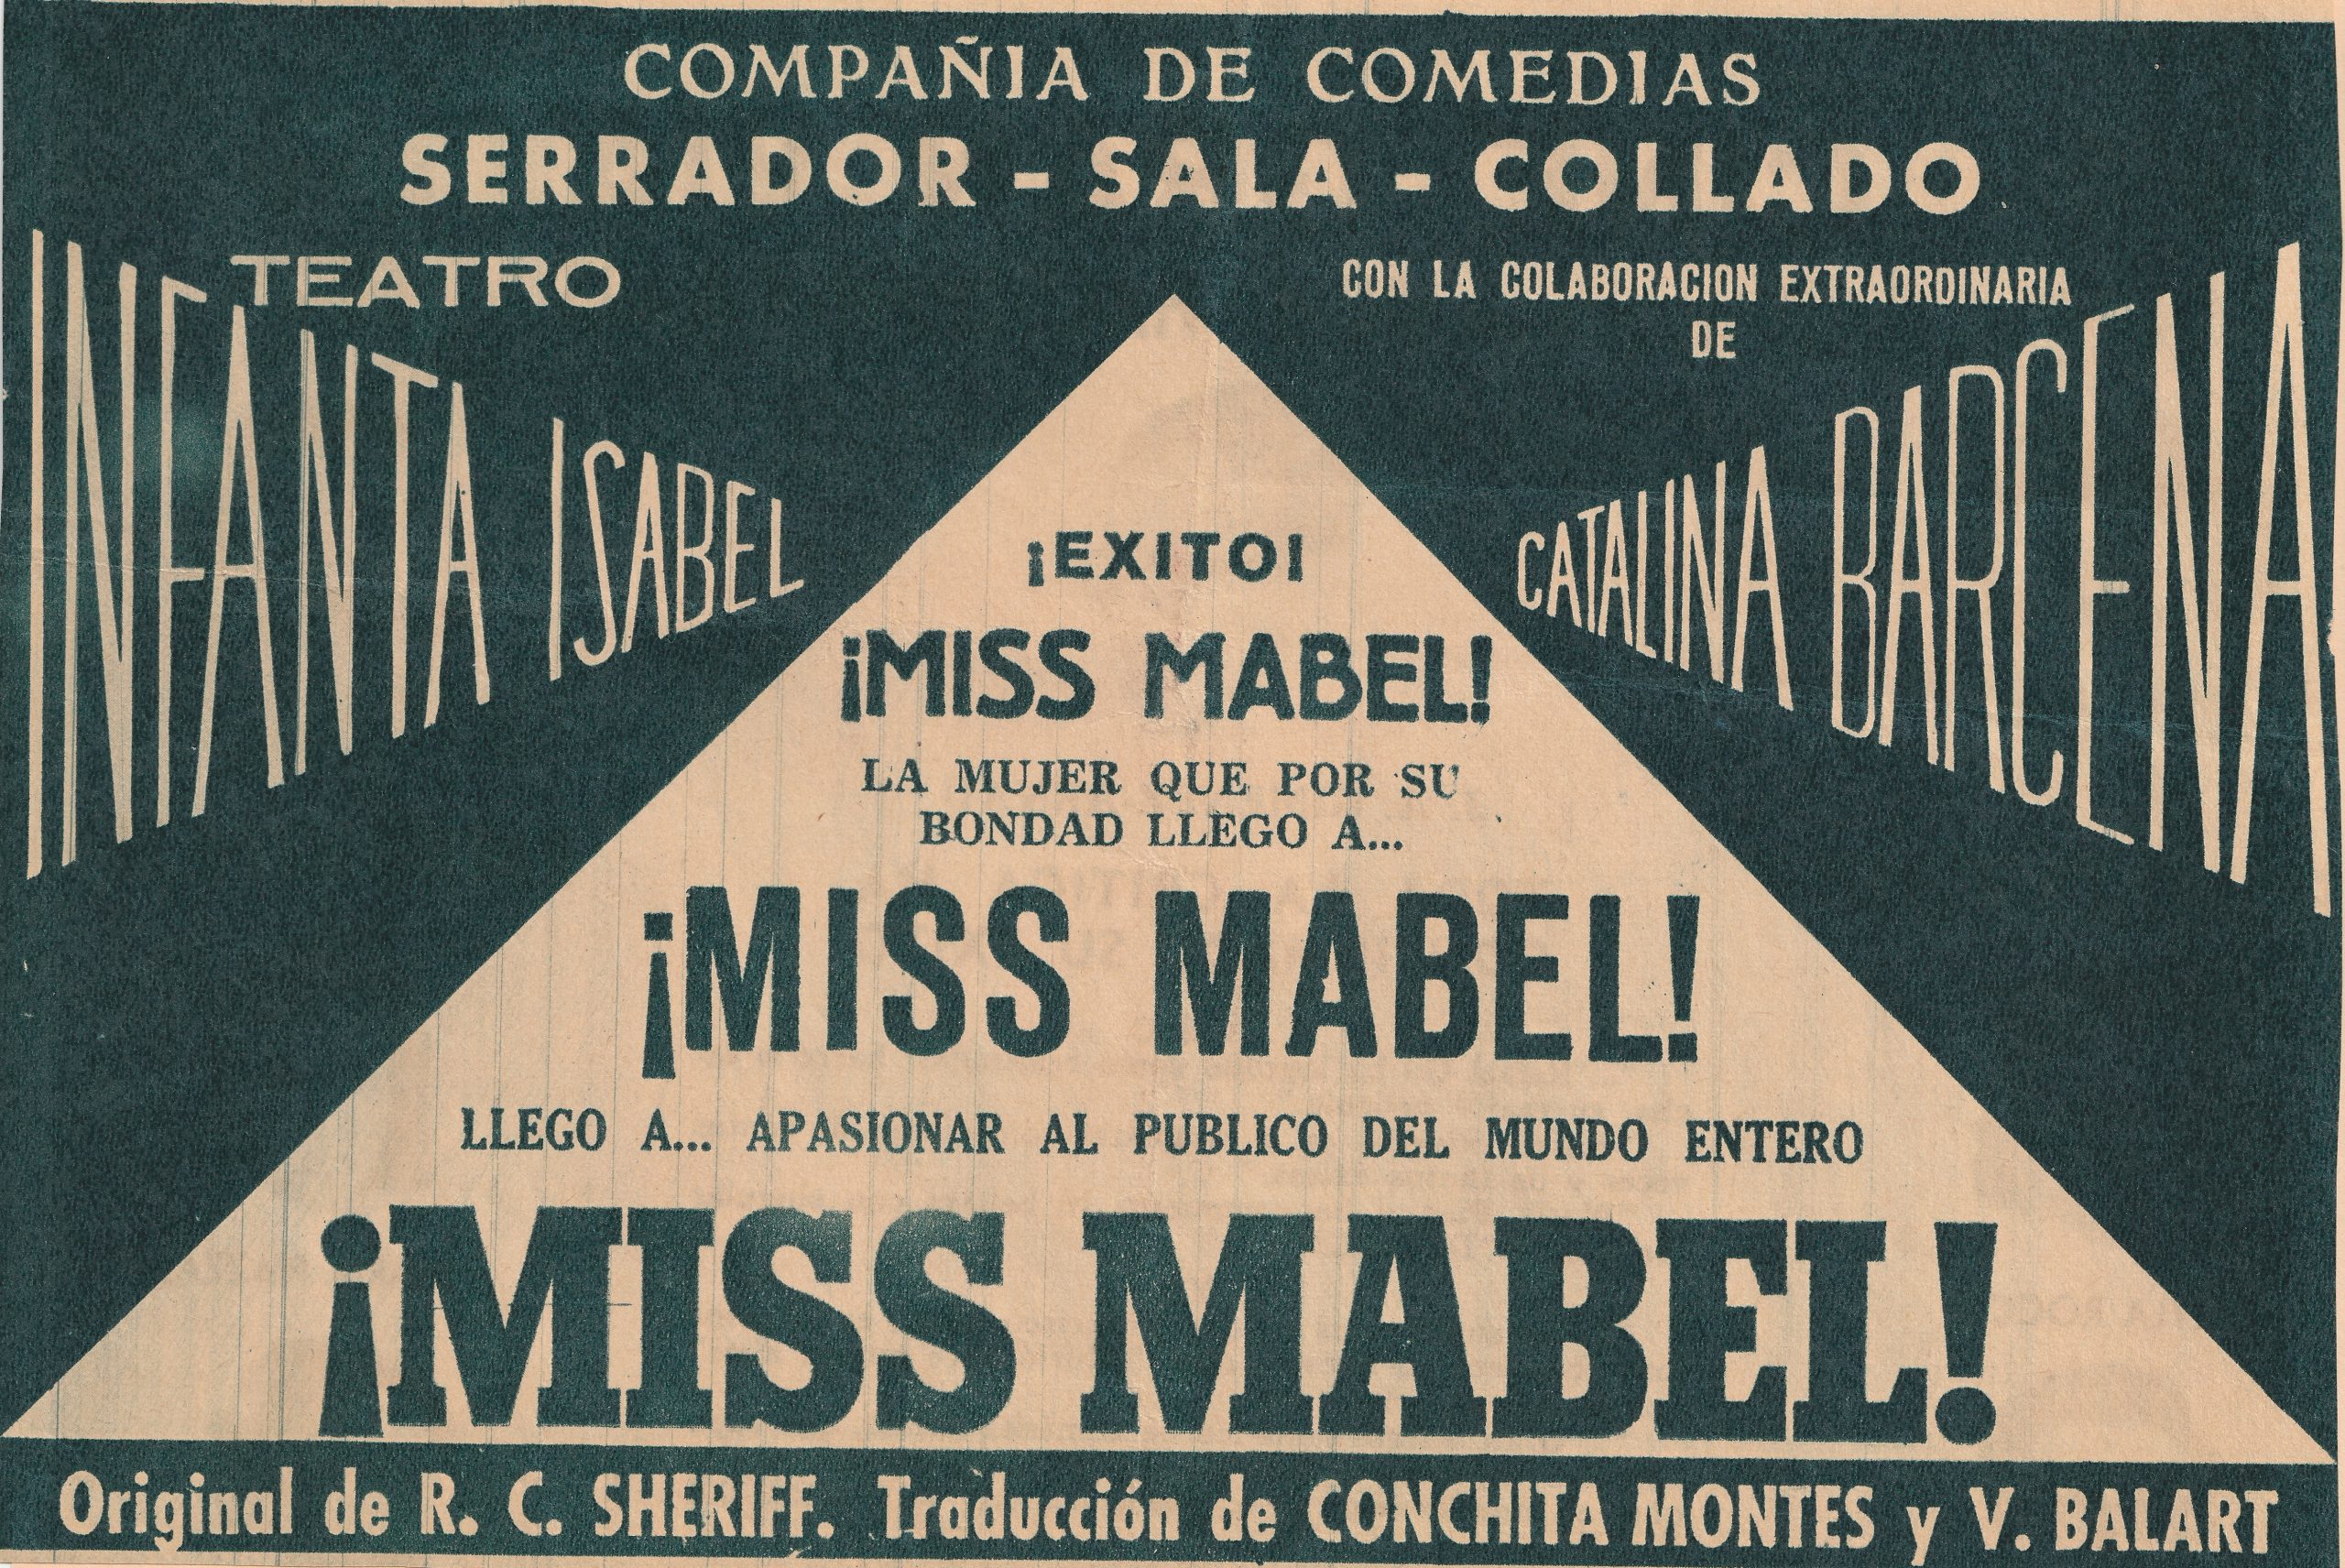 COMPAÑIA DE COMEDIAS
SERRADOR - SALA - COLLADO
TEATRO
INFANTA ISABEL
CON LA COLABORACION EXTRAORDINARIA
DE
CATALINA BARCENA
¡EXITO!
¡MISS MABEL!
LA MUJER QUE POR SU
BONDAD LLEGO A...
¡MISS MABEL!
LLEGO A... APASIONAR AL PUBLICO DEL MUNDO ENTERO
¡MISS MABEL!
Original de R. C. SHERIFF. Traducción de CONCHITA MONTES y V. BALART